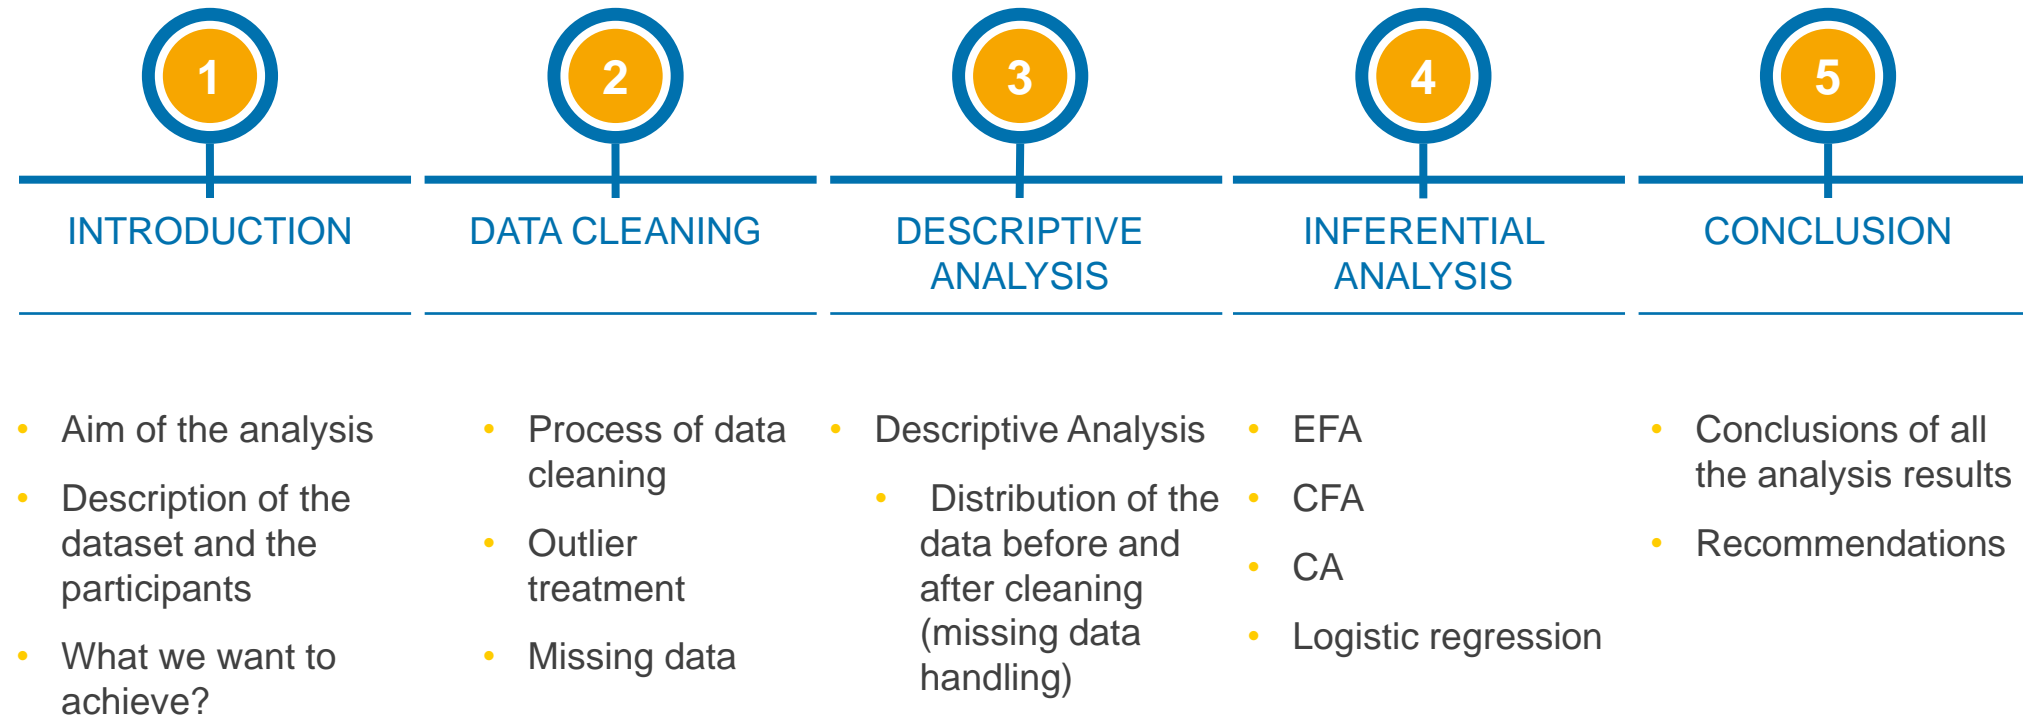 1
INTRODUCTION
• Aim of the analysis
• Description of the
dataset and the
participants
• What we want to
achieve?
2
DATA CLEANING
• Process of data
cleaning
• Outlier
treatment
• Missing data
3
DESCRIPTIVE
ANALYSIS
• Descriptive Analysis
• Distribution of the
data before and
after cleaning
(missing data
handling)
4
INFERENTIAL
ANALYSIS
• EFA
• CFA
• CA
• Logistic regression
5
CONCLUSION
• Conclusions of all
the analysis results
• Recommendations